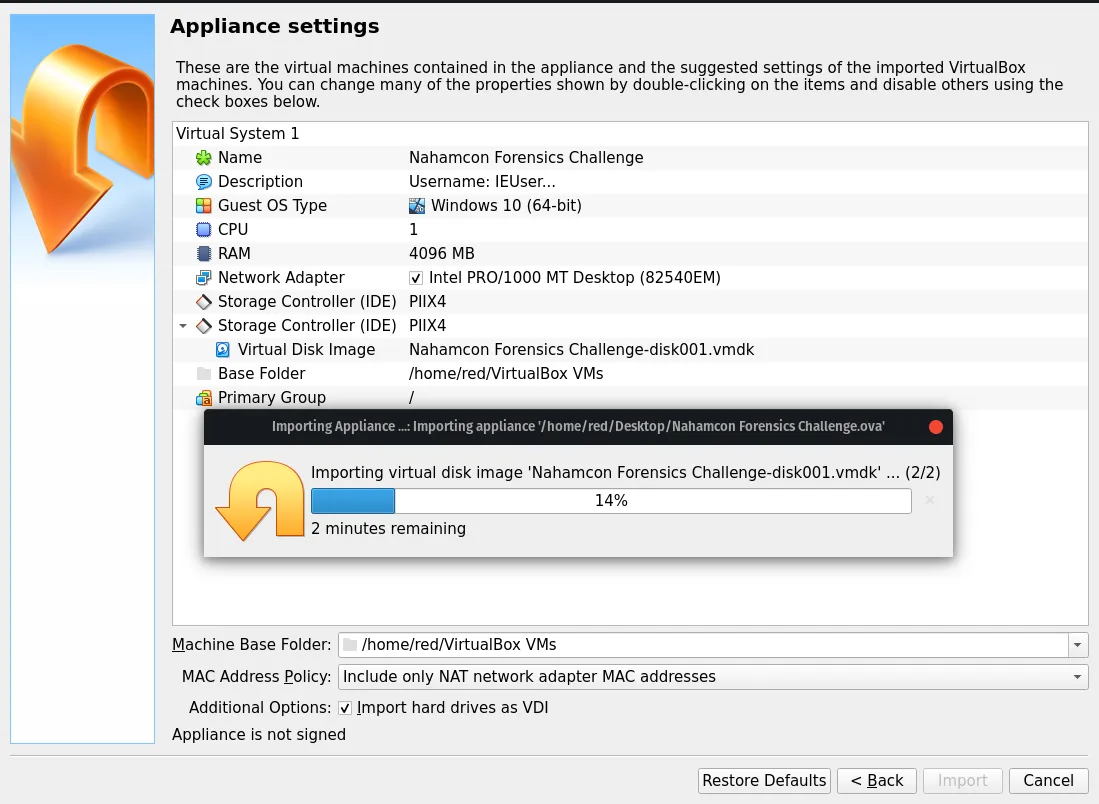 Appliance settings
These are the virtual machines contained in the appliance and the suggested settings of the imported VirtualBox
machines. You can change many of the properties shown by double-clicking on the items and disable others using the
check boxes below.
Virtual System 1
Name Nahamcon Forensics Challenge
Description Username: IEUser...
Guest OS Type Windows 10 (64-bit)
CPU 1
RAM 4096 MB
Network Adapter Intel PRO/1000 MT Desktop (82540EM)
Storage Controller (IDE) PIIX4
Storage Controller (IDE) PIIX4
Virtual Disk Image Nahamcon Forensics Challenge-disk001.vmdk
Base Folder /home/red/VirtualBox VMs
Primary Group /
Importing Appliance ...: Importing appliance '/home/red/Desktop/Nahamcon Forensics Challenge.ova'
Importing virtual disk image 'Nahamcon Forensics Challenge-disk001.vmdk' ... (2/2)
14%
2 minutes remaining
Machine Base Folder: /home/red/VirtualBox VMs
MAC Address Policy: Include only NAT network adapter MAC addresses
Additional Options: Import hard drives as VDI
Appliance is not signed
Restore Defaults < Back Import Cancel